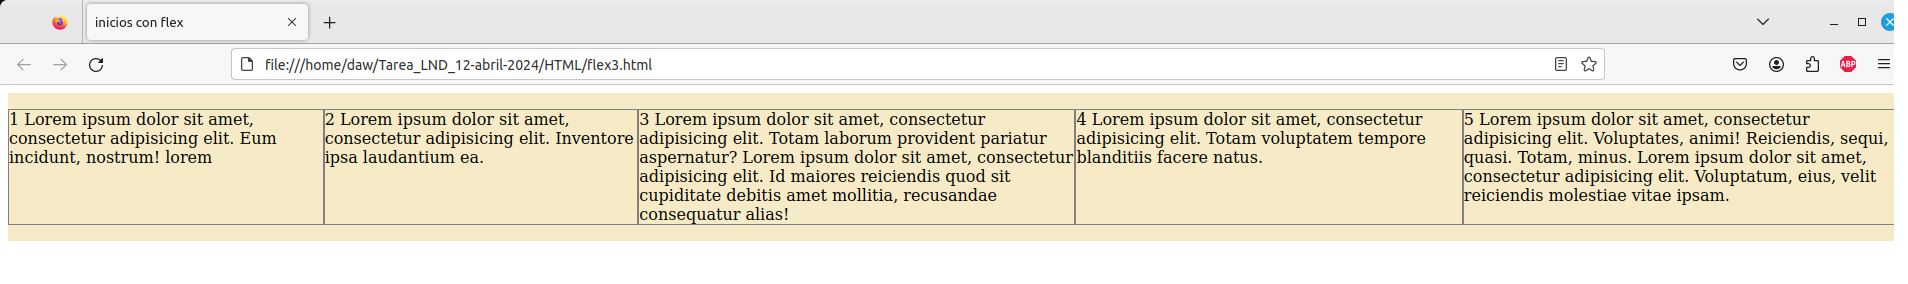 inicios con flex
file:///home/daw/Tarea_LND_12-abril-2024/HTML/flex3.html
ABP
1 Lorem ipsum dolor sit amet,
consectetur adipisicing elit. Eum
incidunt, nostrum! lorem
2 Lorem ipsum dolor sit amet,
consectetur adipisicing elit. Inventore
ipsa laudantium ea.
3 Lorem ipsum dolor sit amet, consectetur
adipisicing elit. Totam laborum provident pariatur
aspernatur? Lorem ipsum dolor sit amet, consectetur
adipisicing elit. Id maiores reiciendis quod sit
cupiditate debitis amet mollitia, recusandae
consequatur alias!
4 Lorem ipsum dolor sit amet, consectetur
adipisicing elit. Totam voluptatem tempore
blanditiis facere natus.
5 Lorem ipsum dolor sit amet, consectetur
adipisicing elit. Voluptates, animi! Reiciendis, sequi,
quasi. Totam, minus. Lorem ipsum dolor sit amet,
consectetur adipisicing elit. Voluptatum, eius, velit
reiciendis molestiae vitae ipsam.